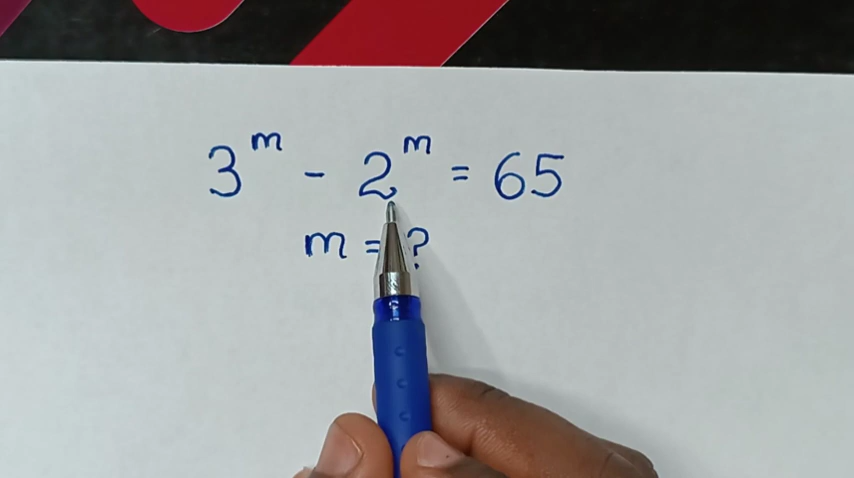 3^m - 2^m = 65
m = ?